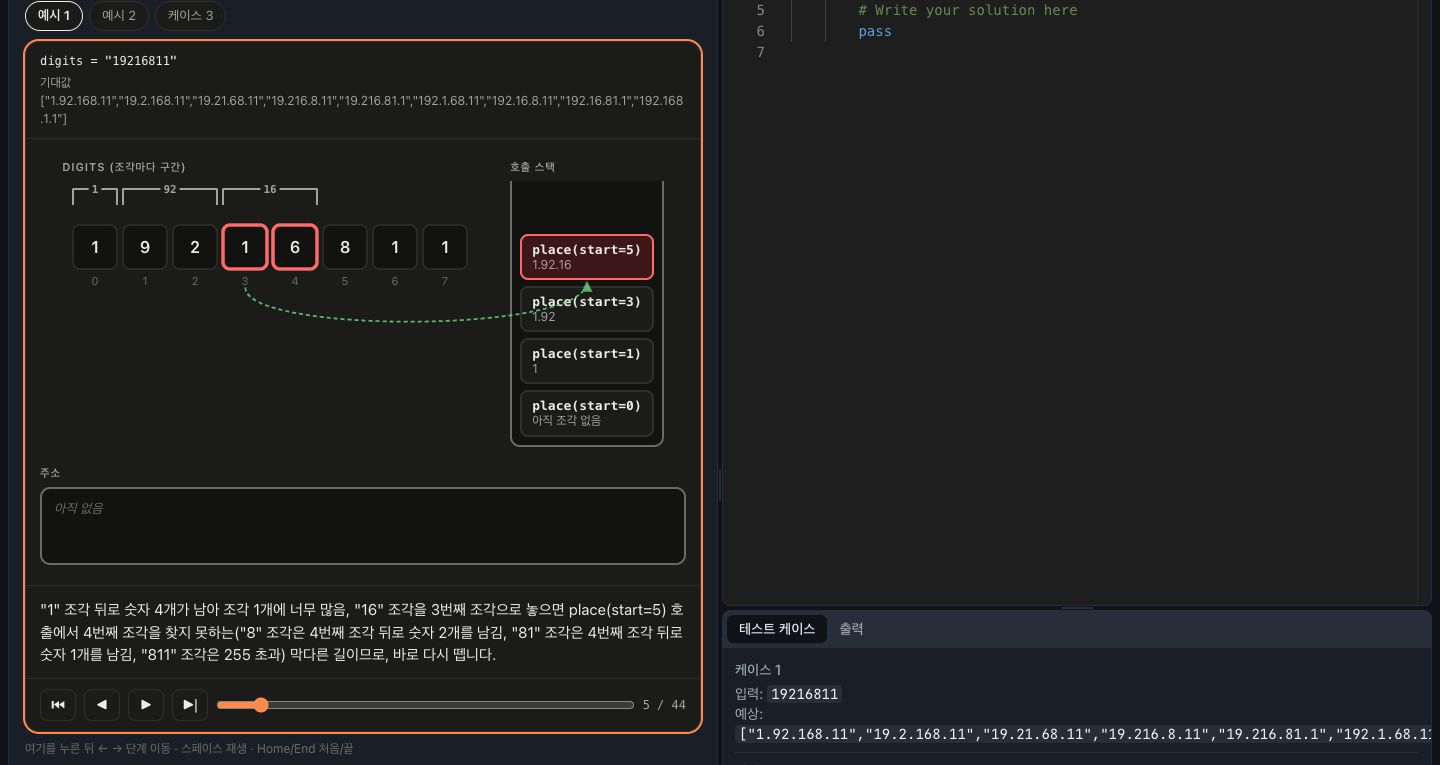 예시 1 예시 2 케이스 3
digits = "19216811"
기대값
["1.92.168.11","19.2.168.11","19.21.68.11","19.216.8.11","19.216.81.1","192.1.68.11","192.16.8.11","192.16.81.1","192.168
.1.1"]
DIGITS (조각마다 구간)
1 92 16
1 9 2 1 6 8 1 1
0 1 2 3 4 5 6 7
호출 스택
place(start=5)
1.92.16
place(start=3)
1.92
place(start=1)
1
place(start=0)
아직 조각 없음
주소
아직 없음
"1" 조각 뒤로 숫자 4개가 남아 조각 1개에 너무 많음, "16" 조각을 3번째 조각으로 놓으면 place(start=5) 호
출에서 4번째 조각을 찾지 못하는("8" 조각은 4번째 조각 뒤로 숫자 2개를 남김, "81" 조각은 4번째 조각 뒤로
숫자 1개를 남김, "811" 조각은 255 초과) 막다른 길이므로, 바로 다시 뗍니다.
5 / 44
여기를 누른 뒤 ← → 단계 이동 · 스페이스 재생 · Home/End 처음/끝
5 # Write your solution here
6 pass
7
테스트 케이스 출력
케이스 1
입력: 19216811
예상:
["1.92.168.11","19.2.168.11","19.21.68.11","19.216.8.11","19.216.81.1","192.1.68.11